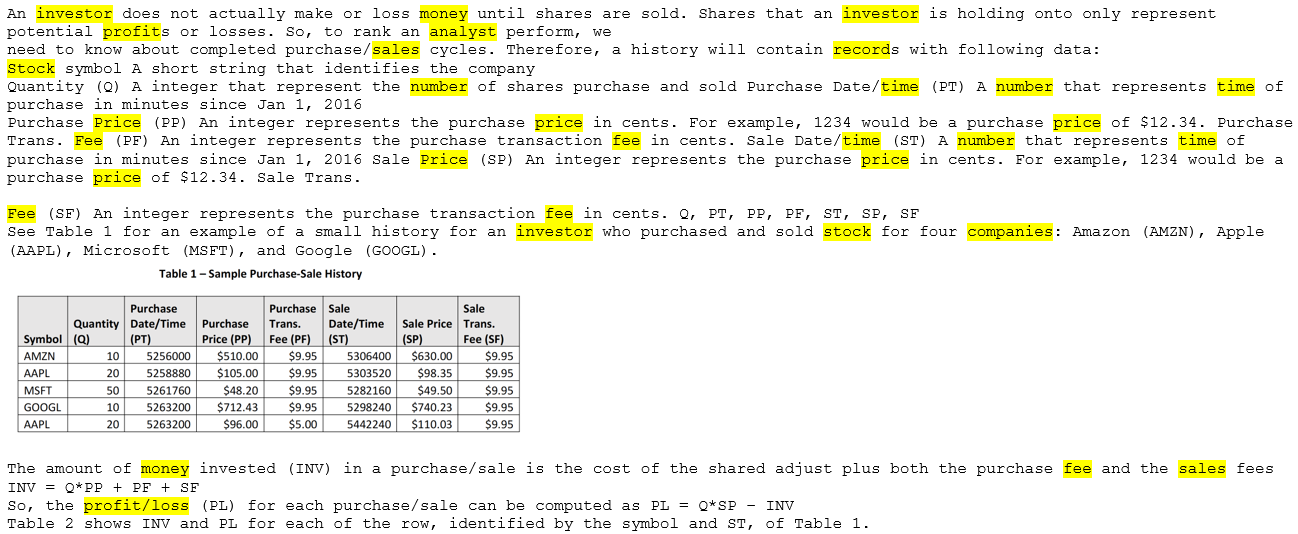 An investor does not actually make or loss money until shares are sold. Shares that an investor is holding onto only represent
potential profits or losses. So, to rank an analyst perform, we
need to know about completed purchase/sales cycles. Therefore, a history will contain records with following data:
Stock symbol A short string that identifies the company
Quantity (Q) A integer that represent the number of shares purchase and sold Purchase Date/time (PT) A number that represents time of
purchase in minutes since Jan 1, 2016
Purchase Price (PP) An integer represents the purchase price in cents. For example, 1234 would be a purchase price of $12.34. Purchase
Trans. Fee (PF) An integer represents the purchase transaction fee in cents. Sale Date/time (ST) A number that represents time of
purchase in minutes since Jan 1, 2016 Sale Price (SP) An integer represents the purchase price in cents. For example, 1234 would be a
purchase price of $12.34. Sale Trans.
Fee (SF) An integer represents the purchase transaction fee in cents. Q, PT, PP, PF, ST, SP, SF
See Table 1 for an example of a small history for an investor who purchased and sold stock for four companies: Amazon (AMZN), Apple
(AAPL), Microsoft (MSFT), and Google (GOOGL).
Table 1 – Sample Purchase-Sale History
Symbol Quantity (Q) Purchase Date/Time (PT) Purchase Price (PP) Purchase Trans. Fee (PF) Sale Date/Time (ST) Sale Price (SP) Sale Trans. Fee (SF)
AMZN 10 5256000 $510.00 $9.95 5306400 $630.00 $9.95
AAPL 20 5258880 $105.00 $9.95 5303520 $98.35 $9.95
MSFT 50 5261760 $48.20 $9.95 5282160 $49.50 $9.95
GOOGL 10 5263200 $712.43 $9.95 5298240 $740.23 $9.95
AAPL 20 5263200 $96.00 $5.00 5442240 $110.03 $9.95
The amount of money invested (INV) in a purchase/sale is the cost of the shared adjust plus both the purchase fee and the sales fees
INV = Q*PP + PF + SF
So, the profit/loss (PL) for each purchase/sale can be computed as PL = Q*SP – INV
Table 2 shows INV and PL for each of the row, identified by the symbol and ST, of Table 1.